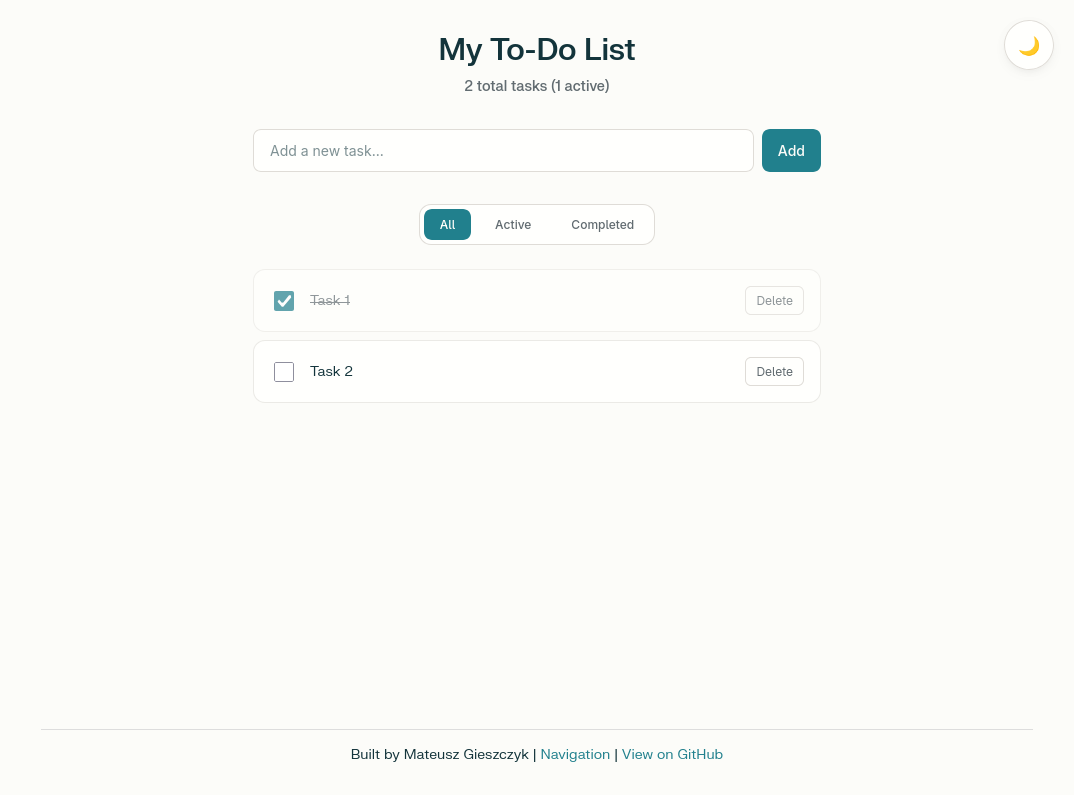 My To-Do List
2 total tasks (1 active)
Add a new task...
Add
All
Active
Completed
Task 1
Delete
Task 2
Delete
Built by Mateusz Gieszczyk | Navigation | View on GitHub